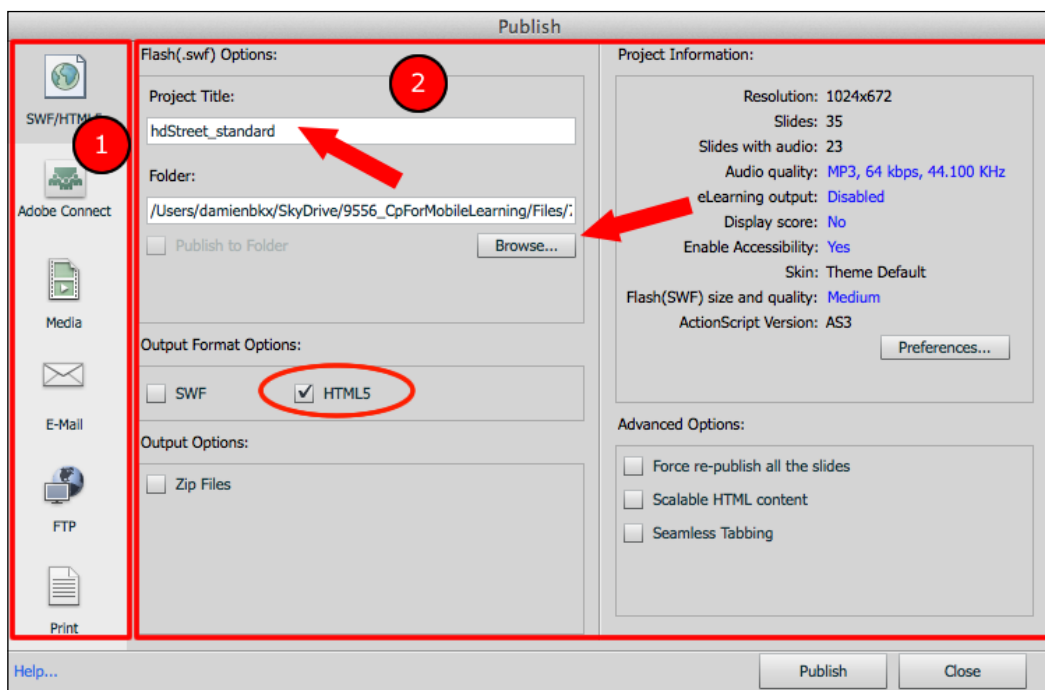 Publish
SWF/HTML5
1
Adobe Connect
Media
E-Mail
FTP
Print
Flash(.swf) Options:
2
Project Title:
hdStreet_standard
Folder:
/Users/damienbkx/SkyDrive/9556_CpForMobileLearning/Files/
Publish to Folder
Browse...
Output Format Options:
SWF
HTML5
Output Options:
Zip Files
Project Information:
Resolution: 1024x672
Slides: 35
Slides with audio: 23
Audio quality: MP3, 64 kbps, 44.100 KHz
eLearning output: Disabled
Display score: No
Enable Accessibility: Yes
Skin: Theme Default
Flash(SWF) size and quality: Medium
ActionScript Version: AS3
Preferences...
Advanced Options:
Force re-publish all the slides
Scalable HTML content
Seamless Tabbing
Help...
Publish
Close